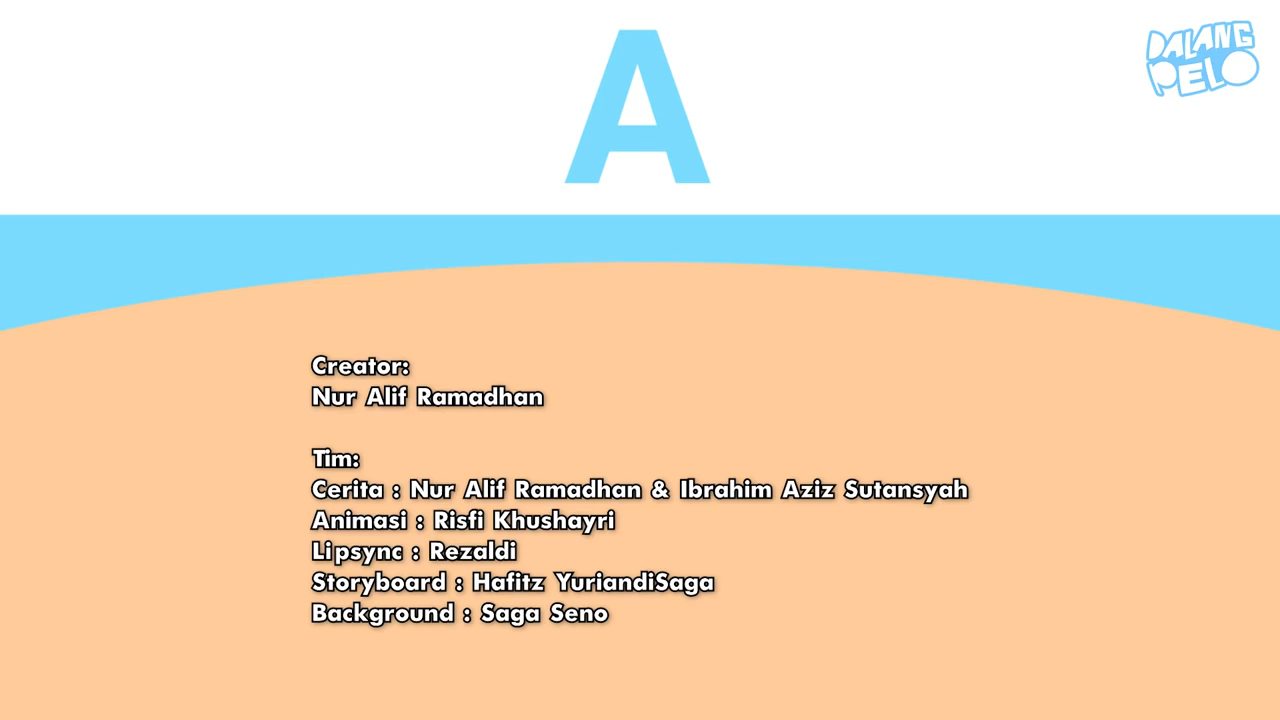 A
DALANG
PELO
Creator:
Nur Alif Ramadhan
Tim:
Cerita : Nur Alif Ramadhan & Ibrahim Aziz Sutansyah
Animasi : Risfi Khushayri
Lipsync : Rezaldi
Storyboard : Hafitz YuriandiSaga
Background : Saga Seno